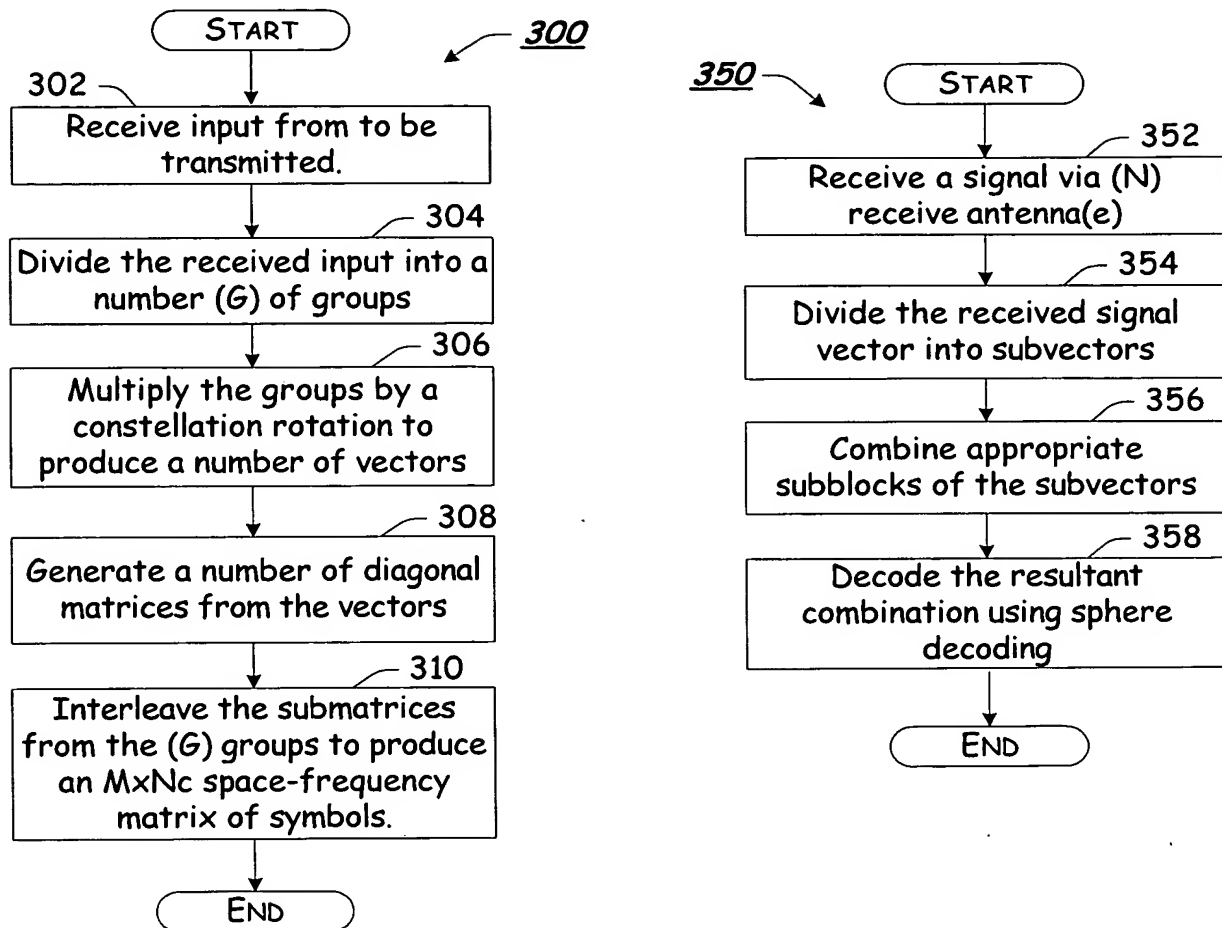 START
300
302
Receive input from to be
transmitted.
304
Divide the received input into a
number (G) of groups
306
Multiply the groups by a
constellation rotation to
produce a number of vectors
308
Generate a number of diagonal
matrices from the vectors
310
Interleave the submatrices
from the (G) groups to produce
an MxNc space-frequency
matrix of symbols.
END
350
START
352
Receive a signal via (N)
receive antenna(e)
354
Divide the received signal
vector into subvectors
356
Combine appropriate
subblocks of the subvectors
358
Decode the resultant
combination using sphere
decoding
END